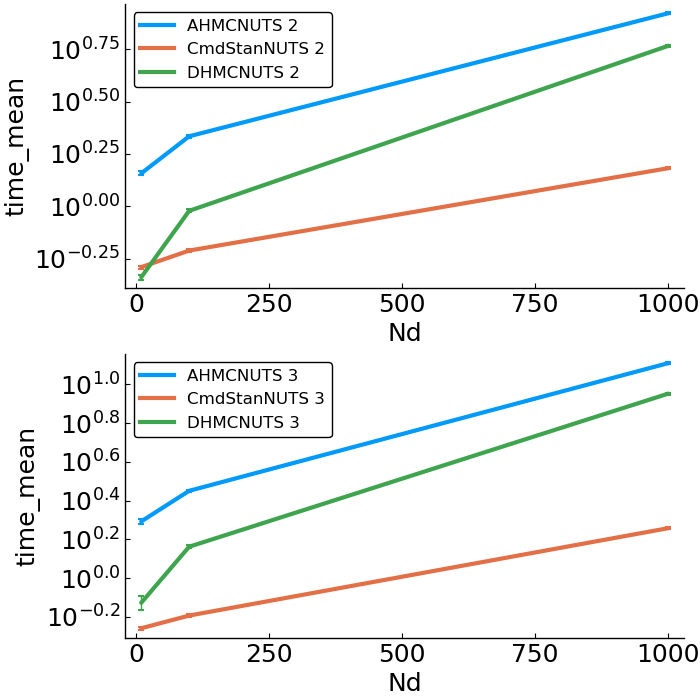 AHMCNUTS 2
CmdStanNUTS 2
DHMCNUTS 2
10^0.75
10^0.50
10^0.25
10^0.00
10^−0.25
time_mean
0 250 500 750 1000
Nd
AHMCNUTS 3
CmdStanNUTS 3
DHMCNUTS 3
10^1.0
10^0.8
10^0.6
10^0.4
10^0.2
10^0.0
10^−0.2
time_mean
0 250 500 750 1000
Nd